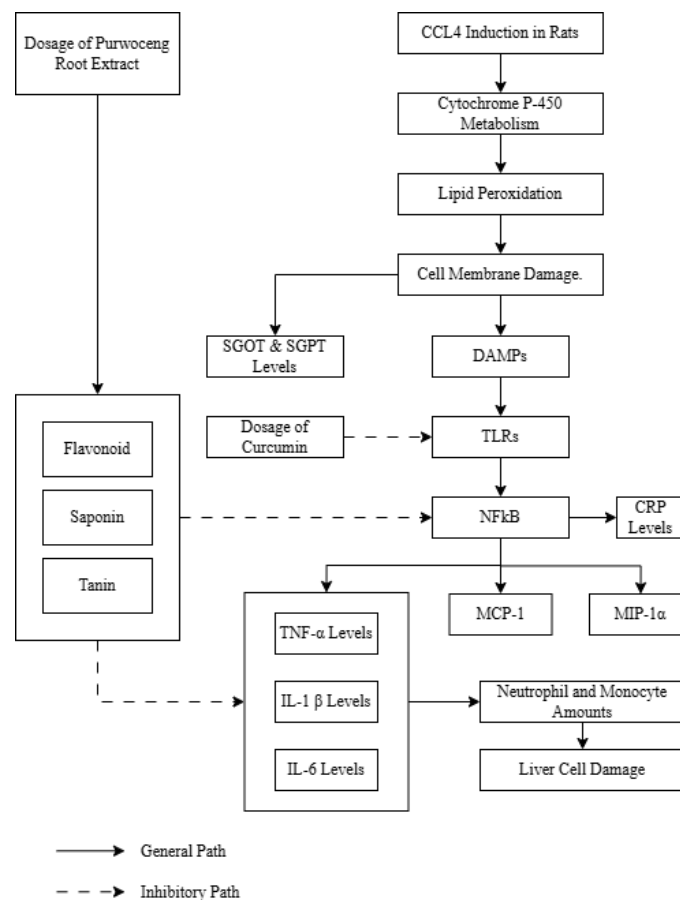 Dosage of Purwoceng
Root Extract
CCL4 Induction in Rats
Cytochrome P-450
Metabolism
Lipid Peroxidation
Cell Membrane Damage.
SGOT & SGPT
Levels
DAMPs
Dosage of
Curcumin
TLRs
Flavonoid
Saponin
Tanin
NFkB
CRP
Levels
MCP-1
MIP-1α
TNF-α Levels
IL-1 β Levels
IL-6 Levels
Neutrophil and Monocyte
Amounts
Liver Cell Damage
General Path
Inhibitory Path